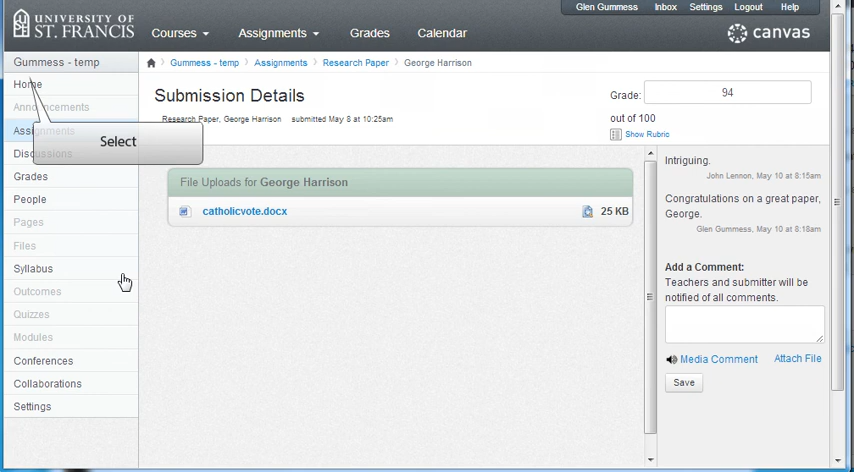 Glen Gummess Inbox Settings Logout Help
UNIVERSITY OF
ST. FRANCIS
Courses Assignments Grades Calendar
canvas
Gummess - temp
Gummess - temp Assignments Research Paper George Harrison
Home
Announcements
Assignments
Discussions
Grades
People
Pages
Files
Syllabus
Outcomes
Quizzes
Modules
Conferences
Collaborations
Settings
Select
Submission Details
Research Paper, George Harrison submitted May 8 at 10:25am
Grade: 94
out of 100
Show Rubric
File Uploads for George Harrison
catholicvote.docx 25 KB
Intriguing.
John Lennon, May 10 at 8:15am
Congratulations on a great paper,
George.
Glen Gummess, May 10 at 8:18am
Add a Comment:
Teachers and submitter will be
notified of all comments.
Media Comment Attach File
Save